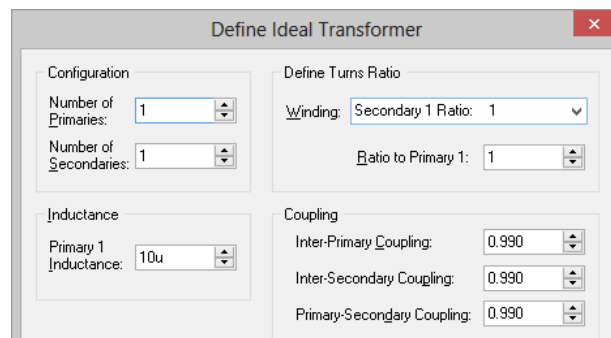 Define Ideal Transformer
Configuration
Number of
Primaries:
1
Number of
Secondaries:
1
Define Turns Ratio
Winding:
Secondary 1 Ratio: 1
Ratio to Primary 1:
1
Inductance
Primary 1
Inductance:
10u
Coupling
Inter-Primary Coupling:
0.990
Inter-Secondary Coupling:
0.990
Primary-Secondary Coupling:
0.990